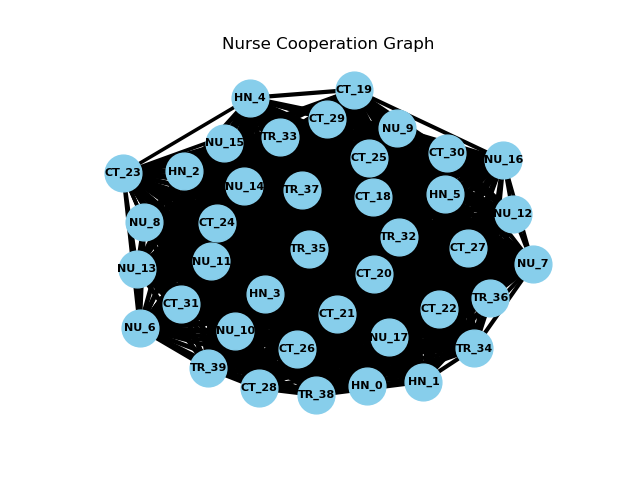 Nurse Cooperation Graph
CT_19
HN_4
CT_29
NU_9
TR_33
NU_15
CT_30
CT_25
NU_16
HN_2
CT_23
NU_14
TR_37
HN_5
CT_18
NU_12
NU_8
CT_24
TR_32
CT_27
TR_35
NU_11
NU_7
NU_13
CT_20
HN_3
TR_36
CT_31
CT_22
CT_21
NU_6
NU_10
NU_17
TR_34
CT_26
TR_39
HN_1
HN_0
CT_28
TR_38